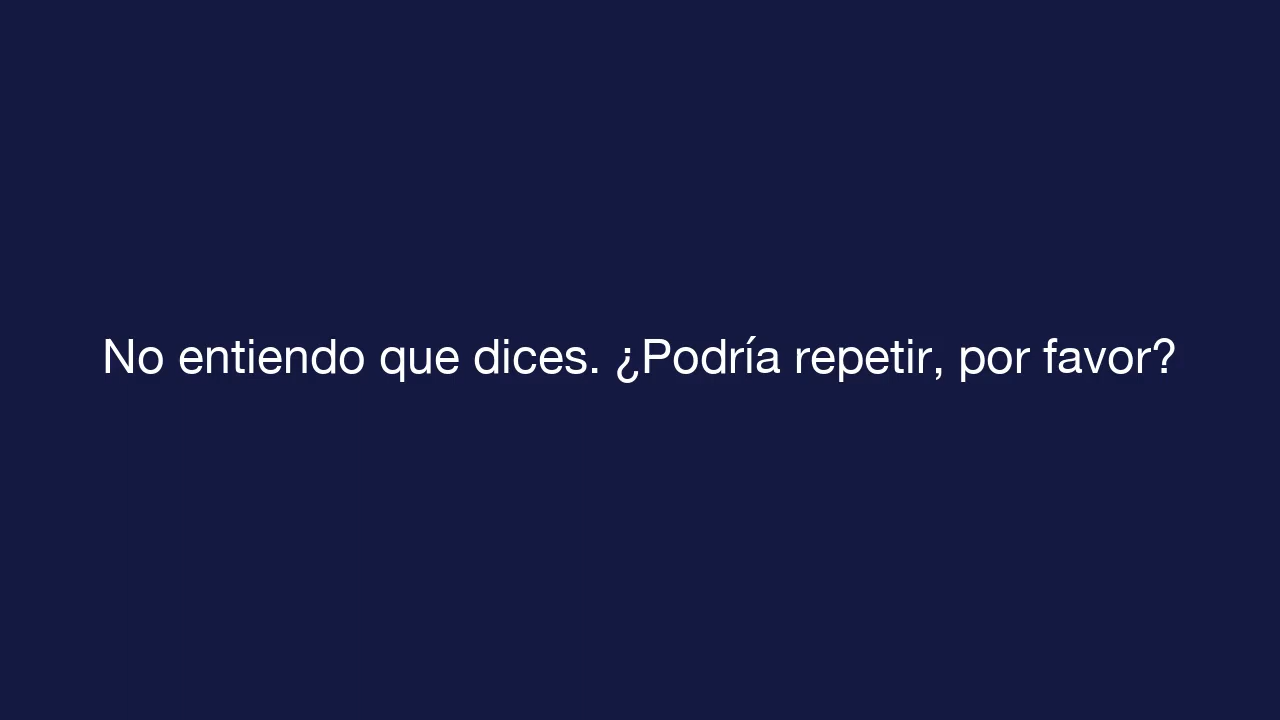 No entiendo que dices. ¿Podría repetir, por favor?